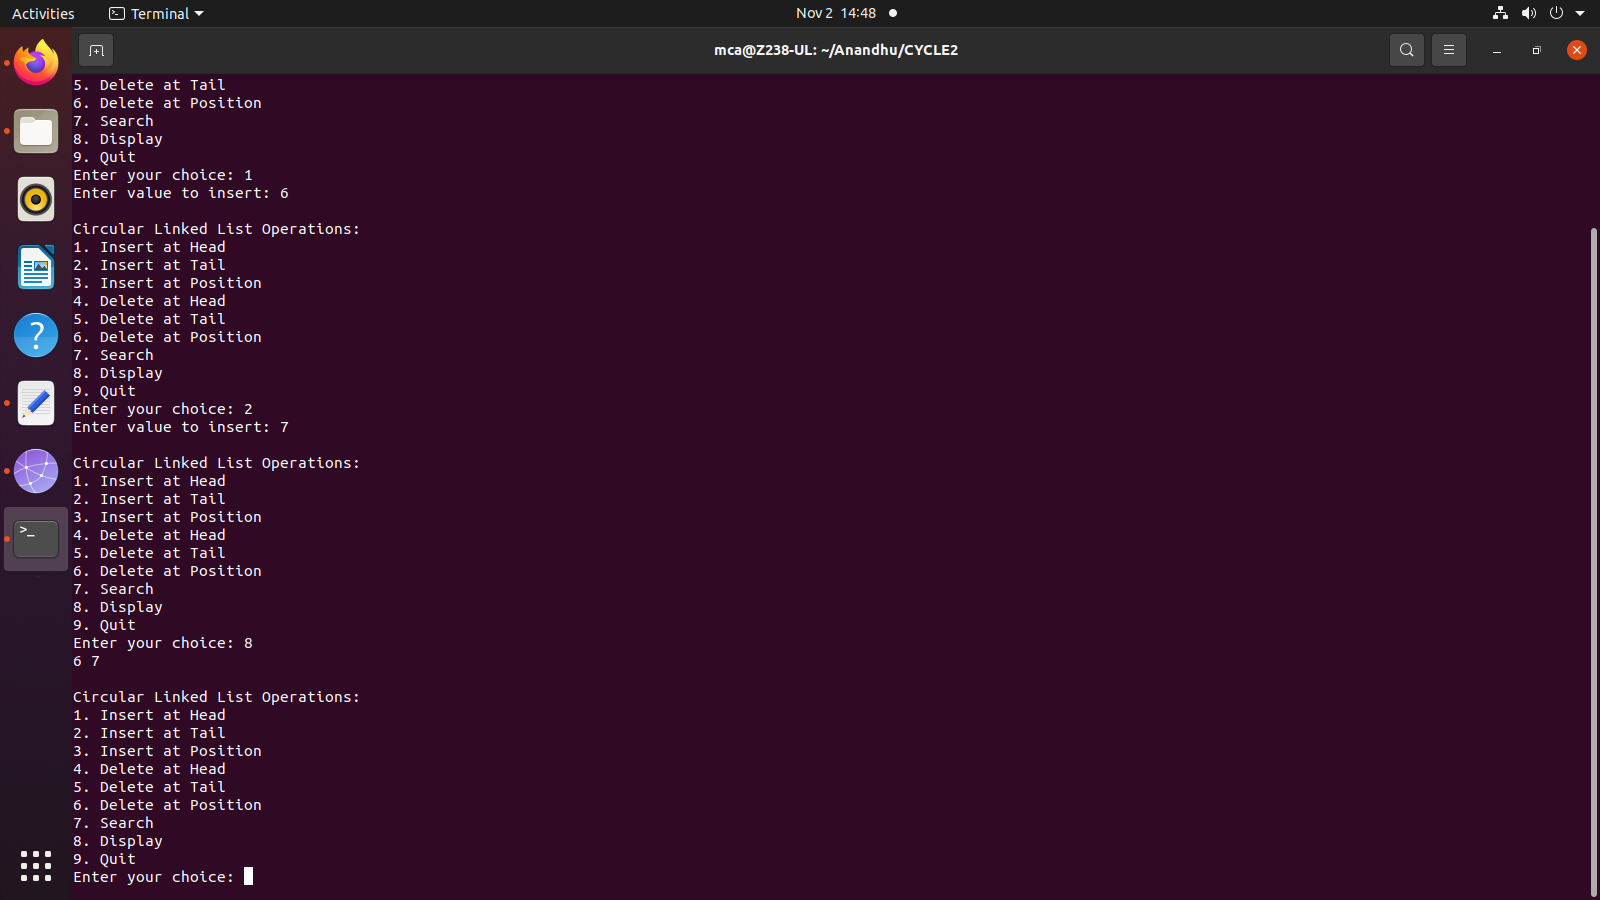 Activities
Terminal
Nov 2 14:48
mca@Z238-UL: ~/Anandhu/CYCLE2
5. Delete at Tail
6. Delete at Position
7. Search
8. Display
9. Quit
Enter your choice: 1
Enter value to insert: 6
Circular Linked List Operations:
1. Insert at Head
2. Insert at Tail
3. Insert at Position
4. Delete at Head
5. Delete at Tail
6. Delete at Position
7. Search
8. Display
9. Quit
Enter your choice: 2
Enter value to insert: 7
Circular Linked List Operations:
1. Insert at Head
2. Insert at Tail
3. Insert at Position
4. Delete at Head
5. Delete at Tail
6. Delete at Position
7. Search
8. Display
9. Quit
Enter your choice: 8
6 7
Circular Linked List Operations:
1. Insert at Head
2. Insert at Tail
3. Insert at Position
4. Delete at Head
5. Delete at Tail
6. Delete at Position
7. Search
8. Display
9. Quit
Enter your choice: